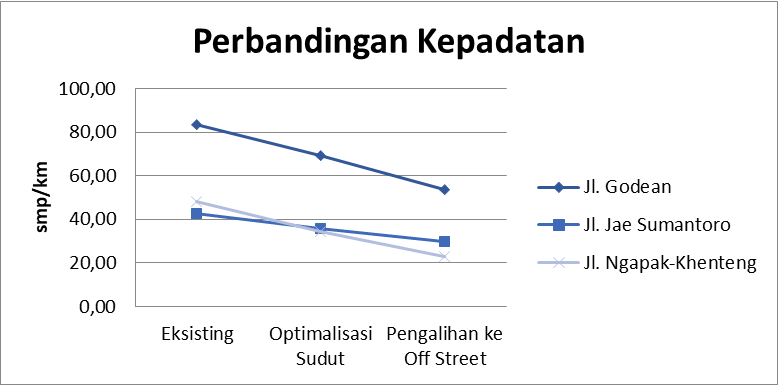 Perbandingan Kepadatan
100,00
80,00
60,00
40,00
20,00
0,00
smp/km
Eksisting
Optimalisasi
Sudut
Pengalihan ke
Off Street
Jl. Godean
Jl. Jae Sumantoro
Jl. Ngapak-Khenteng